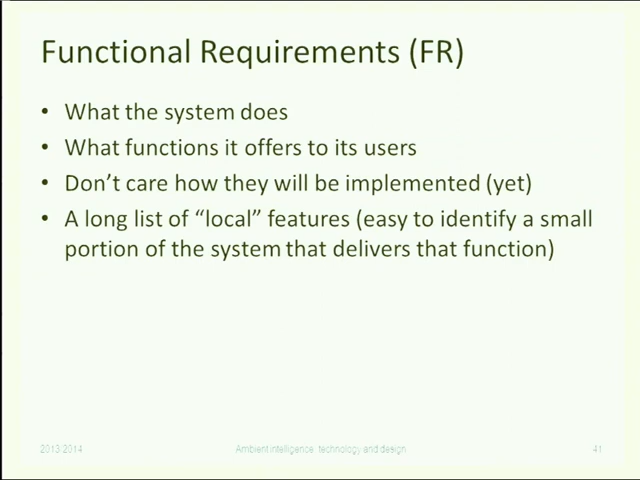 Functional Requirements (FR)
• What the system does
• What functions it offers to its users
• Don't care how they will be implemented (yet)
• A long list of “local” features (easy to identify a small
portion of the system that delivers that function)
2013/2014 Ambient intelligence: technology and design 41